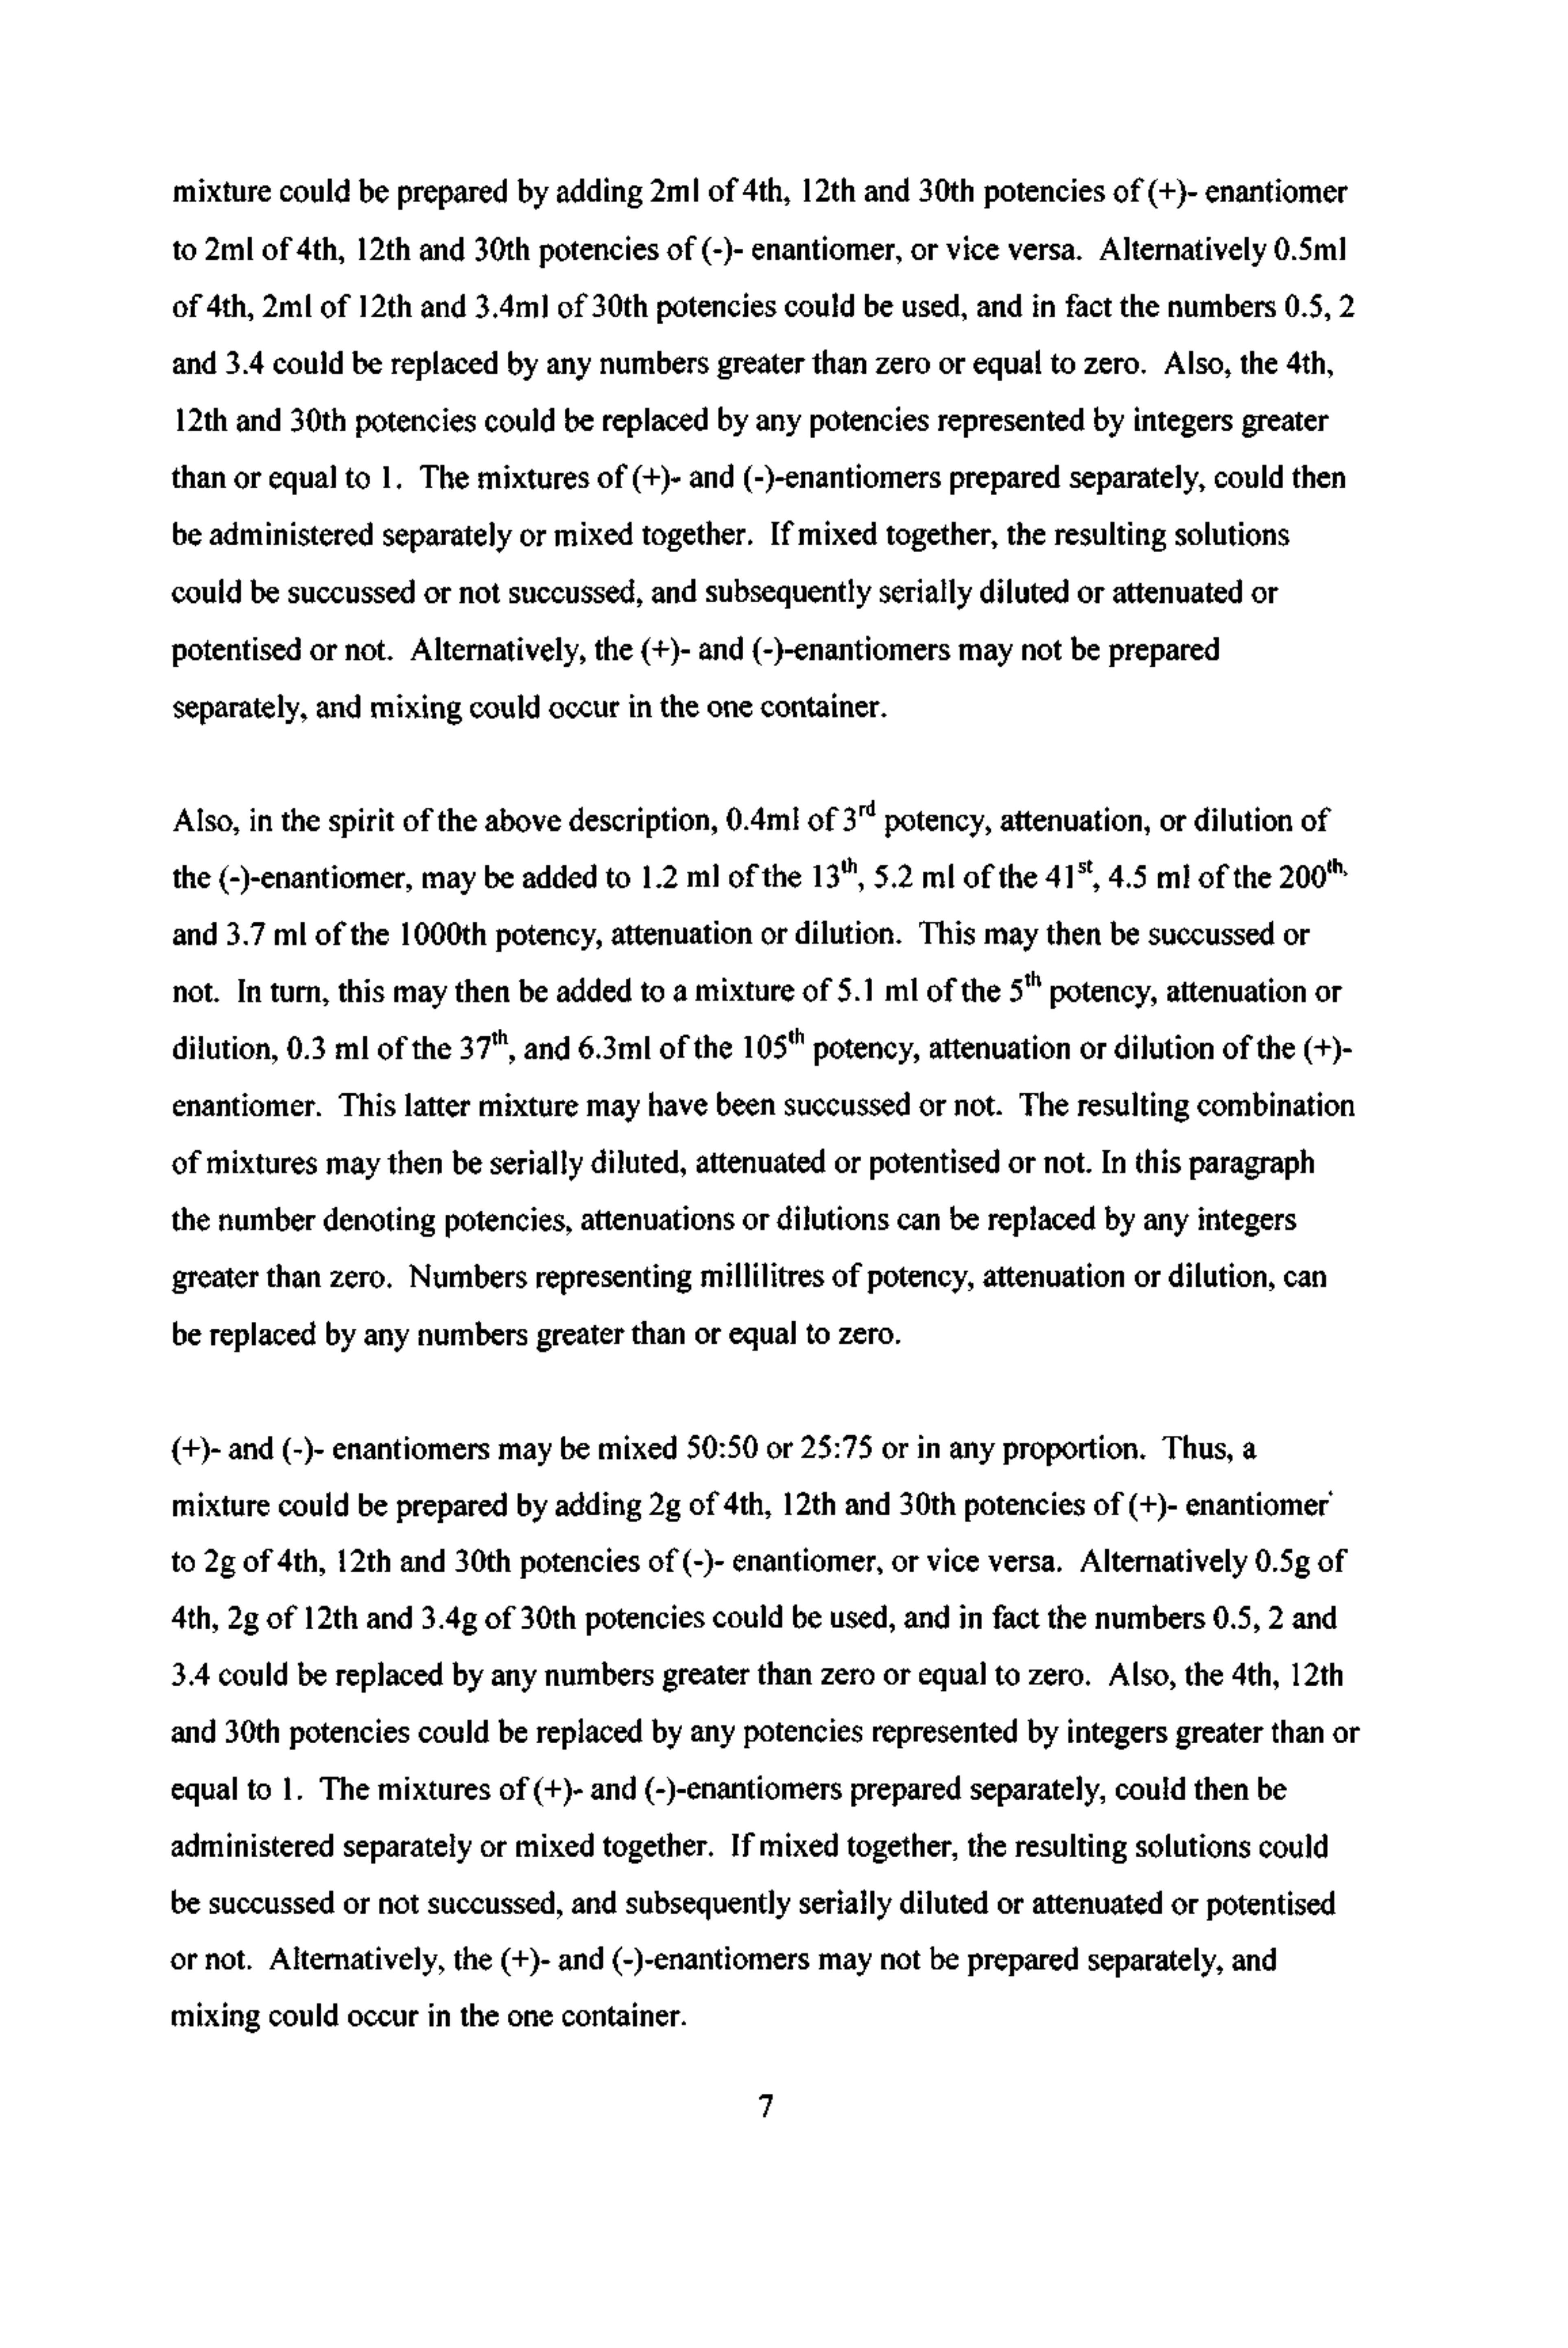 mixture could be prepared by adding 2ml of 4th, 12th and 30th potencies of (+)- enantiomer
to 2ml of 4th, 12th and 30th potencies of (-)- enantiomer, or vice versa. Alternatively 0.5ml
of 4th, 2ml of 12th and 3.4ml of 30th potencies could be used, and in fact the numbers 0.5, 2
and 3.4 could be replaced by any numbers greater than zero or equal to zero. Also, the 4th,
12th and 30th potencies could be replaced by any potencies represented by integers greater
than or equal to 1. The mixtures of (+)- and (-)-enantiomers prepared separately, could then
be administered separately or mixed together. If mixed together, the resulting solutions
could be succussed or not succussed, and subsequently serially diluted or attenuated or
potentised or not. Alternatively, the (+)- and (-)-enantiomers may not be prepared
separately, and mixing could occur in the one container.
Also, in the spirit of the above description, 0.4ml of 3rd potency, attenuation, or dilution of
the (-)-enantiomer, may be added to 1.2 ml of the 13th, 5.2 ml of the 41st, 4.5 ml of the 200th,
and 3.7 ml of the 1000th potency, attenuation or dilution. This may then be succussed or
not. In turn, this may then be added to a mixture of 5.1 ml of the 5th potency, attenuation or
dilution, 0.3 ml of the 37th, and 6.3ml of the 105th potency, attenuation or dilution of the (+)-
enantiomer. This latter mixture may have been succussed or not. The resulting combination
of mixtures may then be serially diluted, attenuated or potentised or not. In this paragraph
the number denoting potencies, attenuations or dilutions can be replaced by any integers
greater than zero. Numbers representing millilitres of potency, attenuation or dilution, can
be replaced by any numbers greater than or equal to zero.
(+)- and (-)- enantiomers may be mixed 50:50 or 25:75 or in any proportion. Thus, a
mixture could be prepared by adding 2g of 4th, 12th and 30th potencies of (+)- enantiomer
to 2g of 4th, 12th and 30th potencies of (-)- enantiomer, or vice versa. Alternatively 0.5g of
4th, 2g of 12th and 3.4g of 30th potencies could be used, and in fact the numbers 0.5, 2 and
3.4 could be replaced by any numbers greater than zero or equal to zero. Also, the 4th, 12th
and 30th potencies could be replaced by any potencies represented by integers greater than or
equal to 1. The mixtures of (+)- and (-)-enantiomers prepared separately, could then be
administered separately or mixed together. If mixed together, the resulting solutions could
be succussed or not succussed, and subsequently serially diluted or attenuated or potentised
or not. Alternatively, the (+)- and (-)-enantiomers may not be prepared separately, and
mixing could occur in the one container.
7